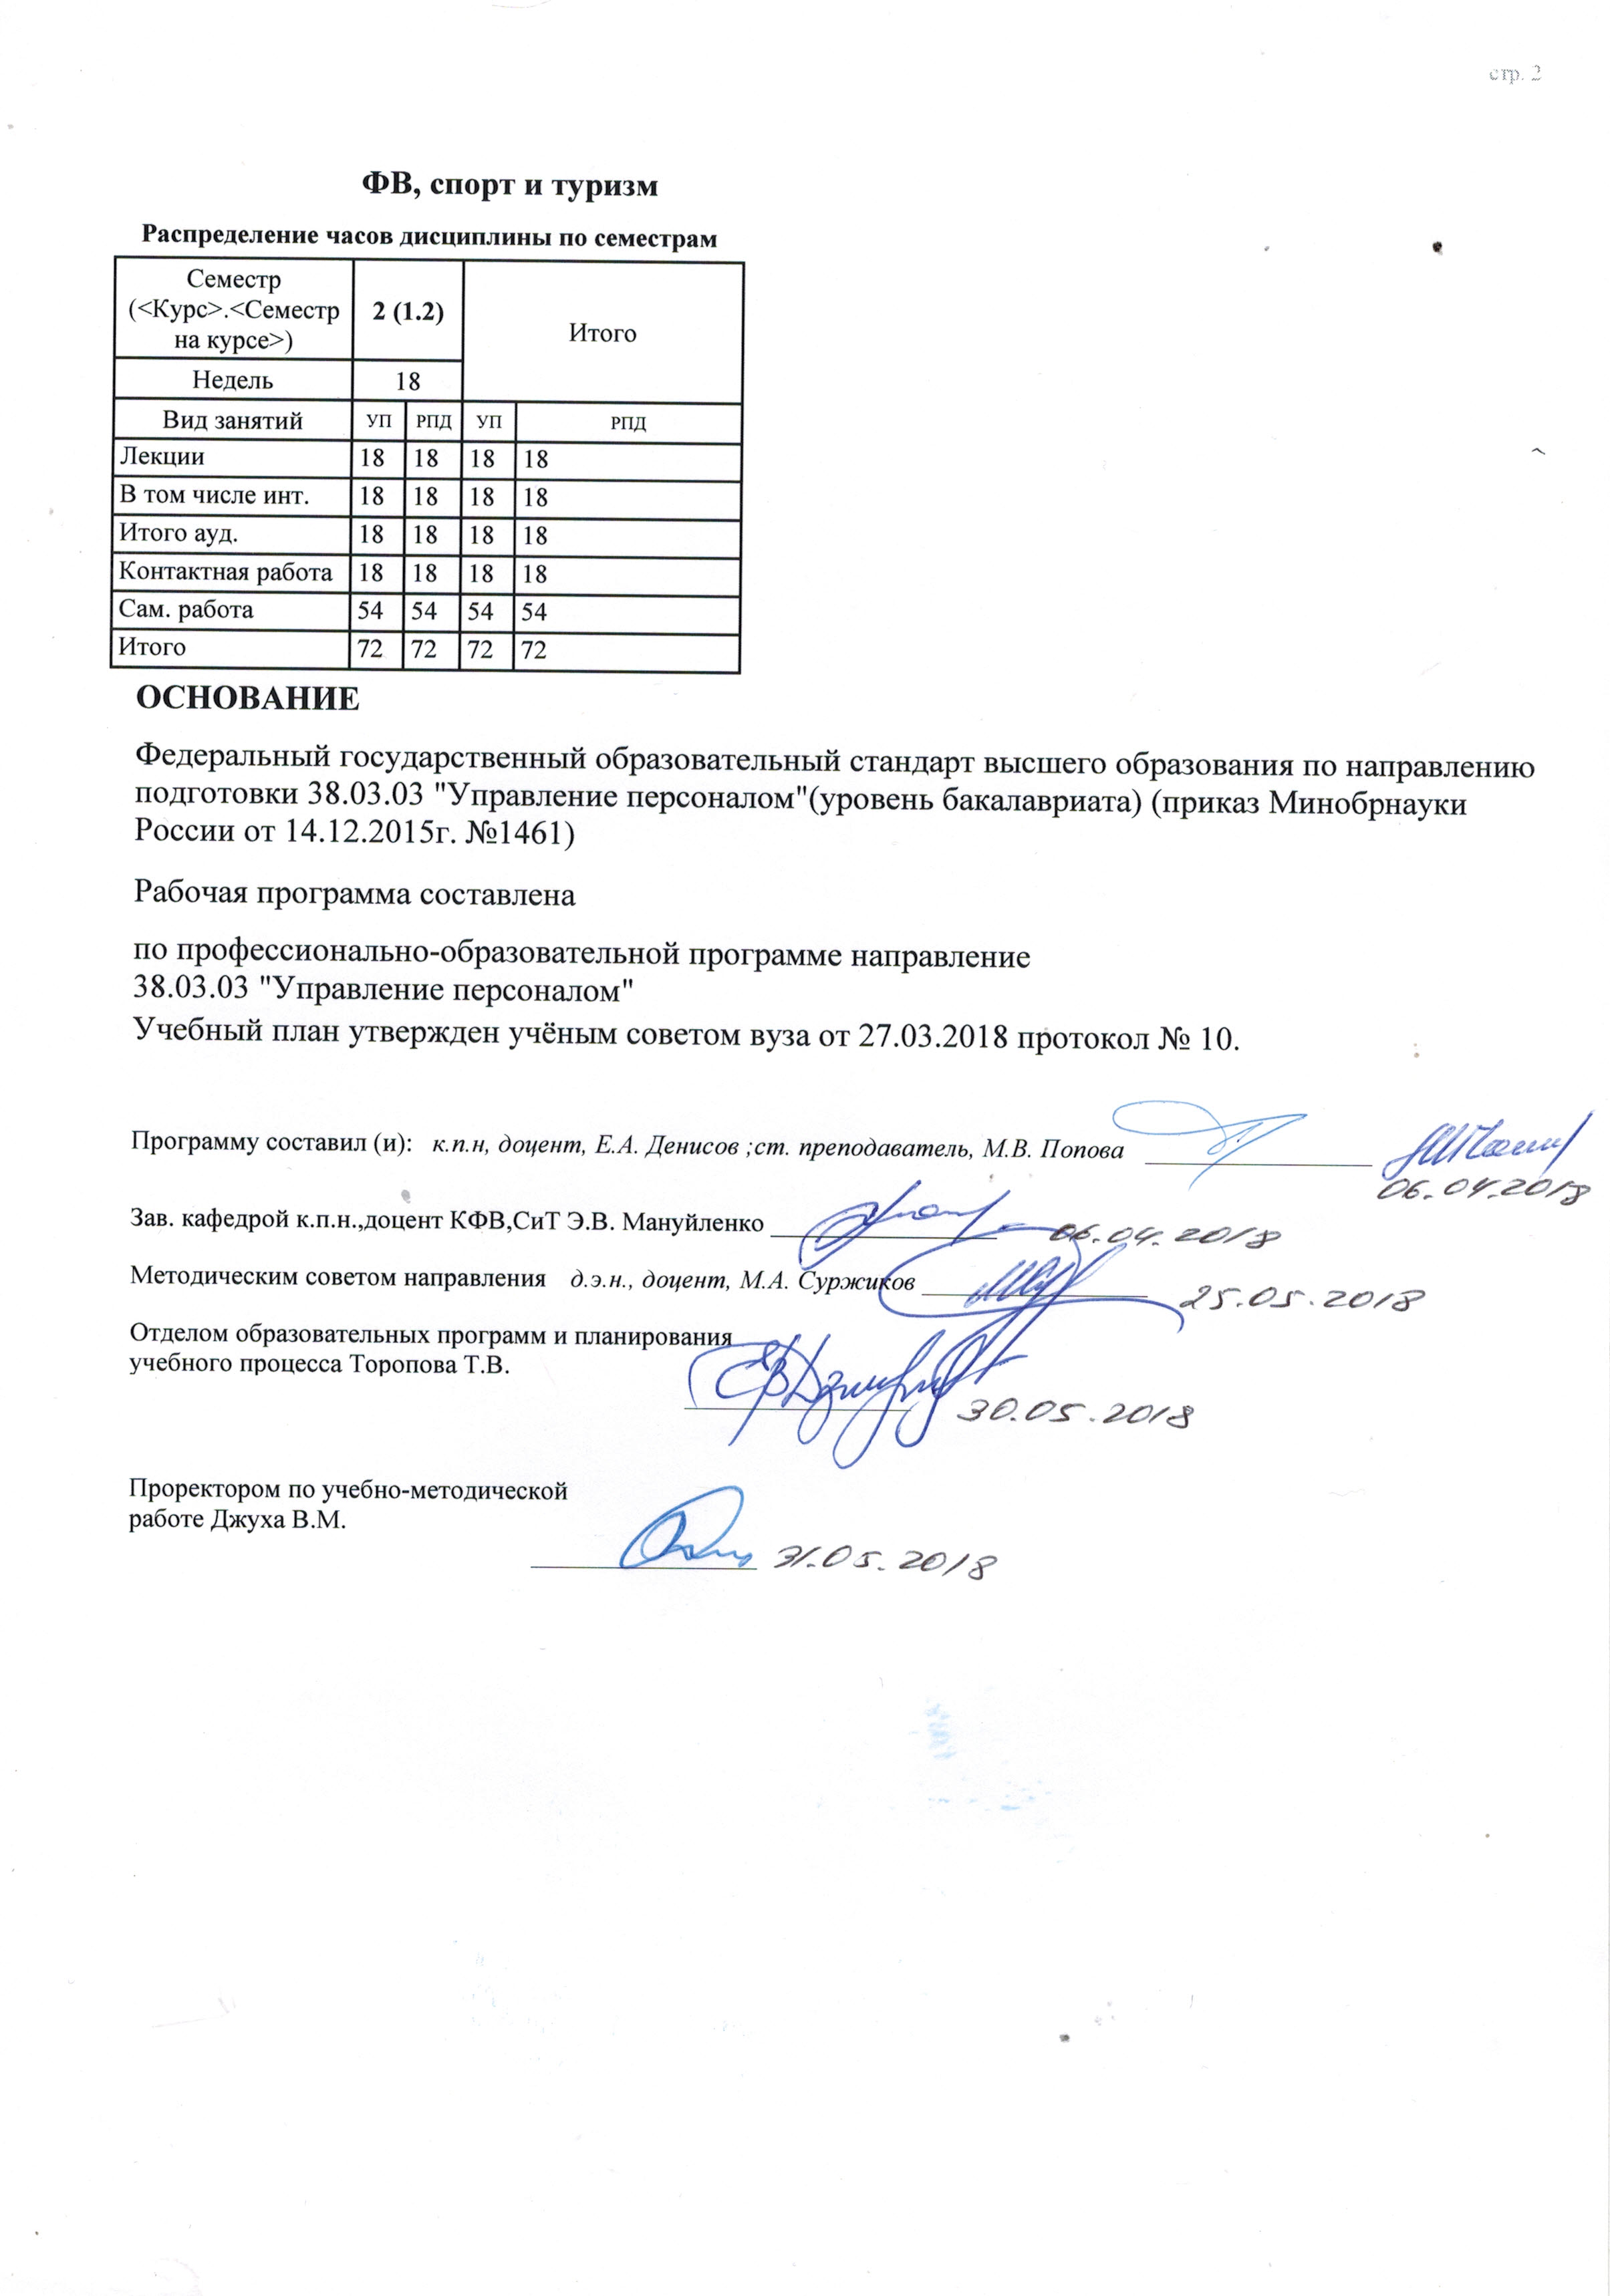 стр. 2
ФВ, спорт и туризм
Распределение часов дисциплины по семестрам
Семестр
(<Курс>.<Семестр
на курсе>)
2 (1.2)
Итого
Недель
18
Вид занятий УП РПД УП РПД
Лекции 18 18 18 18
В том числе инт. 18 18 18 18
Итого ауд. 18 18 18 18
Контактная работа 18 18 18 18
Сам. работа 54 54 54 54
Итого 72 72 72 72
ОСНОВАНИЕ
Федеральный государственный образовательный стандарт высшего образования по направлению
подготовки 38.03.03 "Управление персоналом"(уровень бакалавриата) (приказ Минобрнауки
России от 14.12.2015г. №1461)
Рабочая программа составлена
по профессионально-образовательной программе направление
38.03.03 "Управление персоналом"
Учебный план утвержден учёным советом вуза от 27.03.2018 протокол № 10.
Программу составил (и): к.п.н, доцент, Е.А. Денисов ;ст. преподаватель, М.В. Попова
06.04.2018
Зав. кафедрой к.п.н.,доцент КФВ,СиТ Э.В. Мануйленко 06.04.2018
Методическим советом направления д.э.н., доцент, М.А. Суржиков 25.05.2018
Отделом образовательных программ и планирования
учебного процесса Торопова Т.В.
30.05.2018
Проректором по учебно-методической
работе Джуха В.М.
31.05.2018